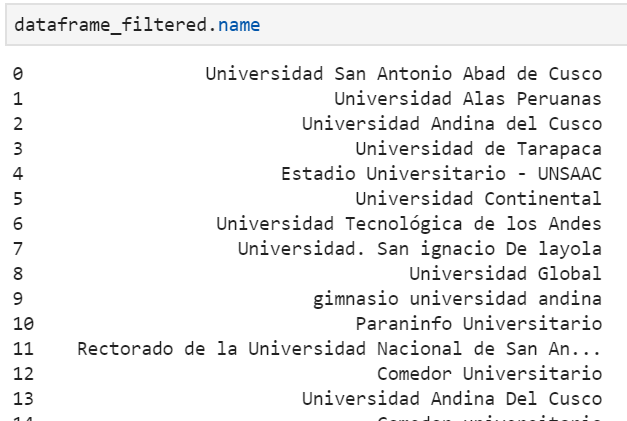 dataframe_filtered.name
0 Universidad San Antonio Abad de Cusco
1 Universidad Alas Peruanas
2 Universidad Andina del Cusco
3 Universidad de Tarapaca
4 Estadio Universitario - UNSAAC
5 Universidad Continental
6 Universidad Tecnológica de los Andes
7 Universidad. San ignacio De layola
8 Universidad Global
9 gimnasio universidad andina
10 Paraninfo Universitario
11 Rectorado de la Universidad Nacional de San An...
12 Comedor Universitario
13 Universidad Andina Del Cusco
14 Comedor universitario